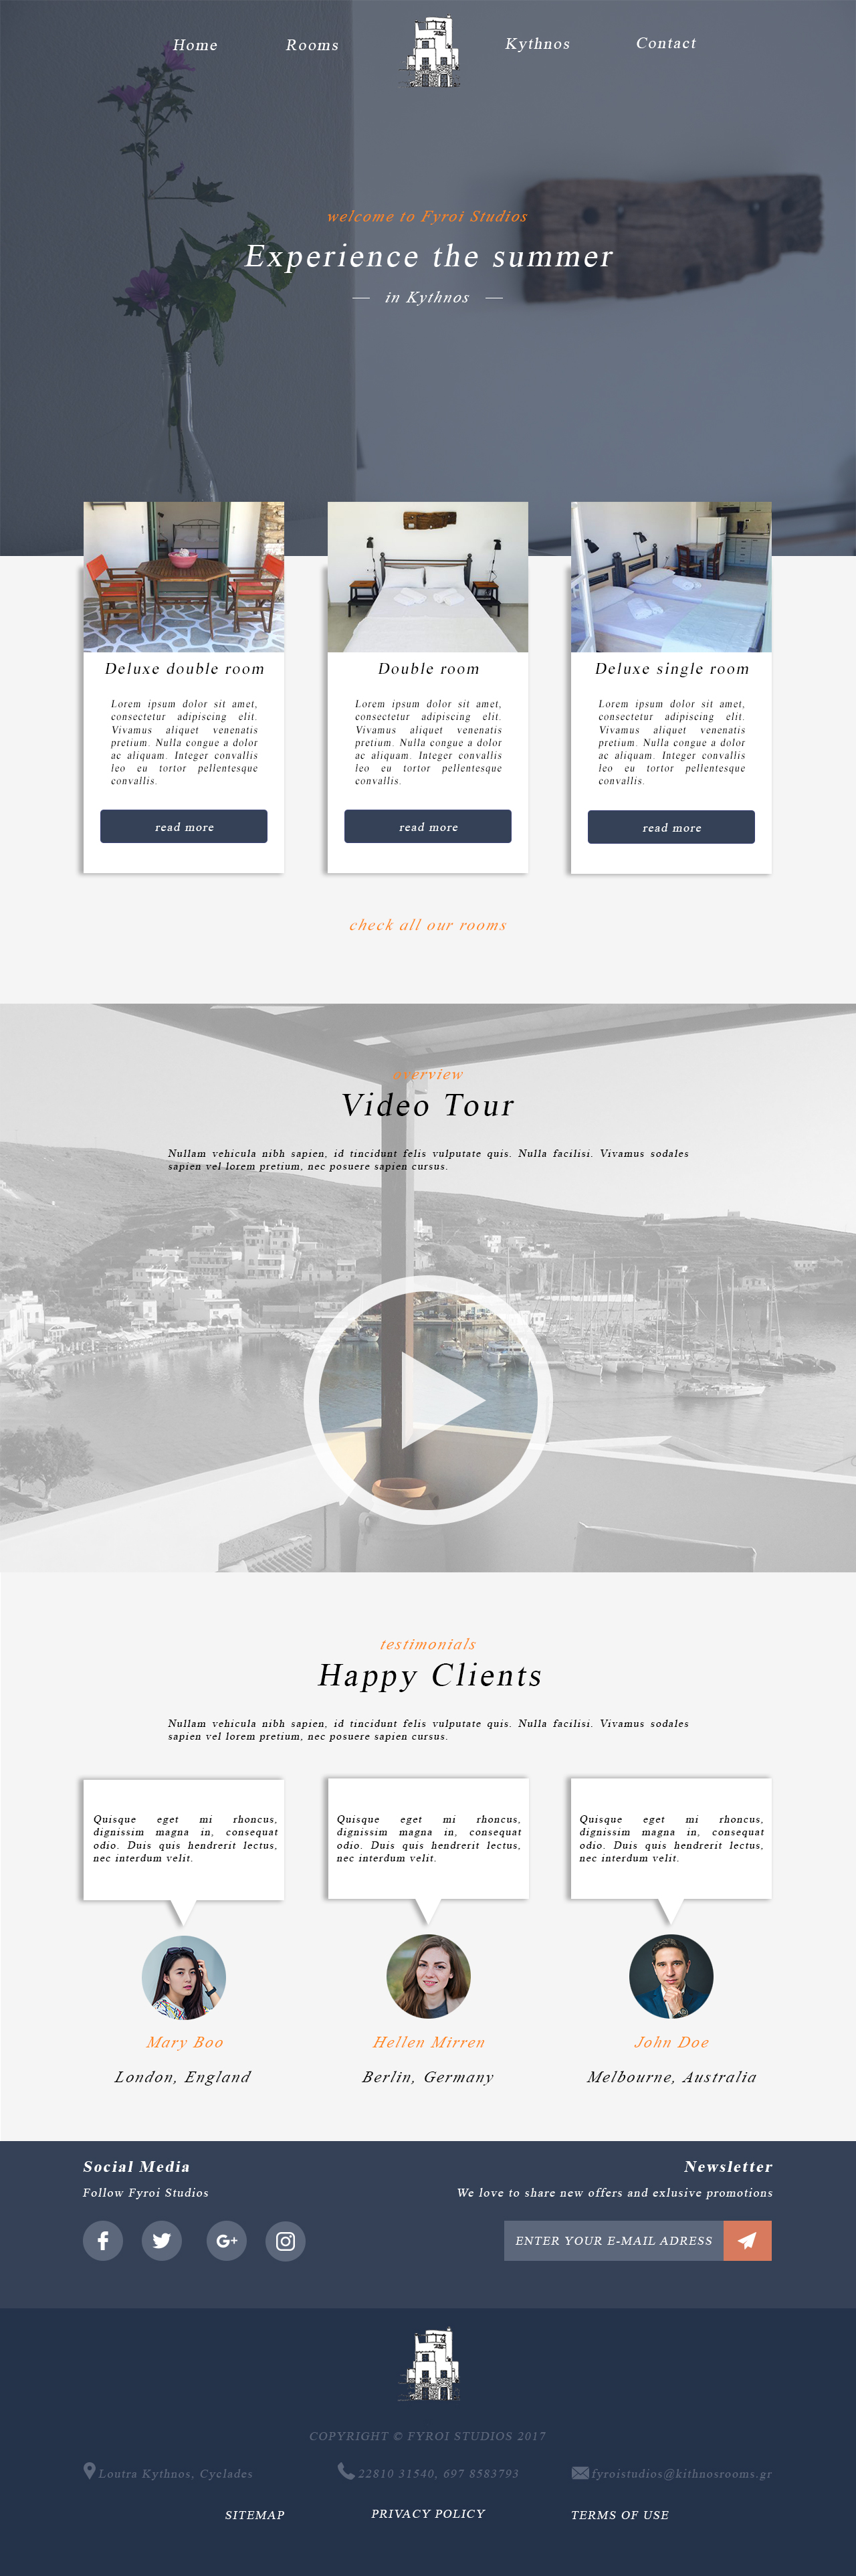 Home Rooms Kythnos Contact
welcome to Fyroi Studios
Experience the summer
in Kythnos
Deluxe double room
Lorem ipsum dolor sit amet,
consectetur adipiscing elit.
Vivamus aliquet venenatis
pretium. Nulla congue a dolor
ac aliquam. Integer convallis
leo eu tortor pellentesque
convallis.
read more
Double room
Lorem ipsum dolor sit amet,
consectetur adipiscing elit.
Vivamus aliquet venenatis
pretium. Nulla congue a dolor
ac aliquam. Integer convallis
leo eu tortor pellentesque
convallis.
read more
Deluxe single room
Lorem ipsum dolor sit amet,
consectetur adipiscing elit.
Vivamus aliquet venenatis
pretium. Nulla congue a dolor
ac aliquam. Integer convallis
leo eu tortor pellentesque
convallis.
read more
check all our rooms
overview
Video Tour
Nullam vehicula nibh sapien, id tincidunt felis vulputate quis. Nulla facilisi. Vivamus sodales
sapien vel lorem pretium, nec posuere sapien cursus.
testimonials
Happy Clients
Nullam vehicula nibh sapien, id tincidunt felis vulputate quis. Nulla facilisi. Vivamus sodales
sapien vel lorem pretium, nec posuere sapien cursus.
Quisque eget mi rhoncus,
dignissim magna in, consequat
odio. Duis quis hendrerit lectus,
nec interdum velit.
Mary Boo
London, England
Quisque eget mi rhoncus,
dignissim magna in, consequat
odio. Duis quis hendrerit lectus,
nec interdum velit.
Hellen Mirren
Berlin, Germany
Quisque eget mi rhoncus,
dignissim magna in, consequat
odio. Duis quis hendrerit lectus,
nec interdum velit.
John Doe
Melbourne, Australia
Social Media
Follow Fyroi Studios
Newsletter
We love to share new offers and exlusive promotions
ENTER YOUR E-MAIL ADRESS
COPYRIGHT © FYROI STUDIOS 2017
Loutra Kythnos, Cyclades
22810 31540, 697 8583793
fyroistudios@kithnosrooms.gr
SITEMAP PRIVACY POLICY TERMS OF USE